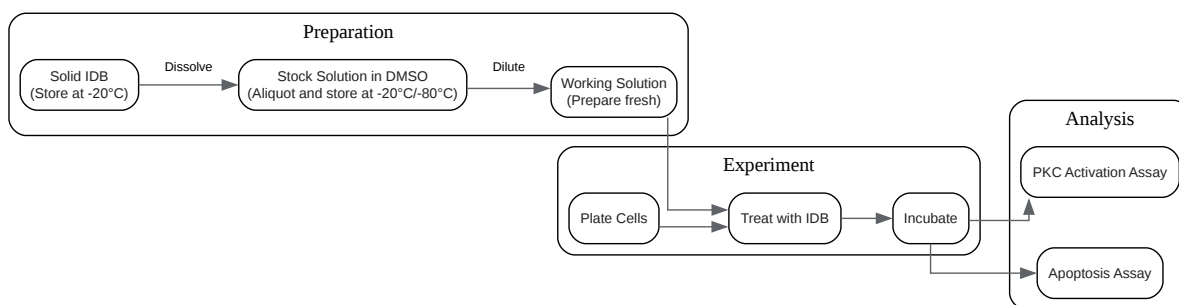 Preparation
Solid IDB
(Store at -20°C)
Dissolve
Stock Solution in DMSO
(Aliquot and store at -20°C/-80°C)
Dilute
Working Solution
(Prepare fresh)
Experiment
Plate Cells
Treat with IDB
Incubate
Analysis
PKC Activation Assay
Apoptosis Assay